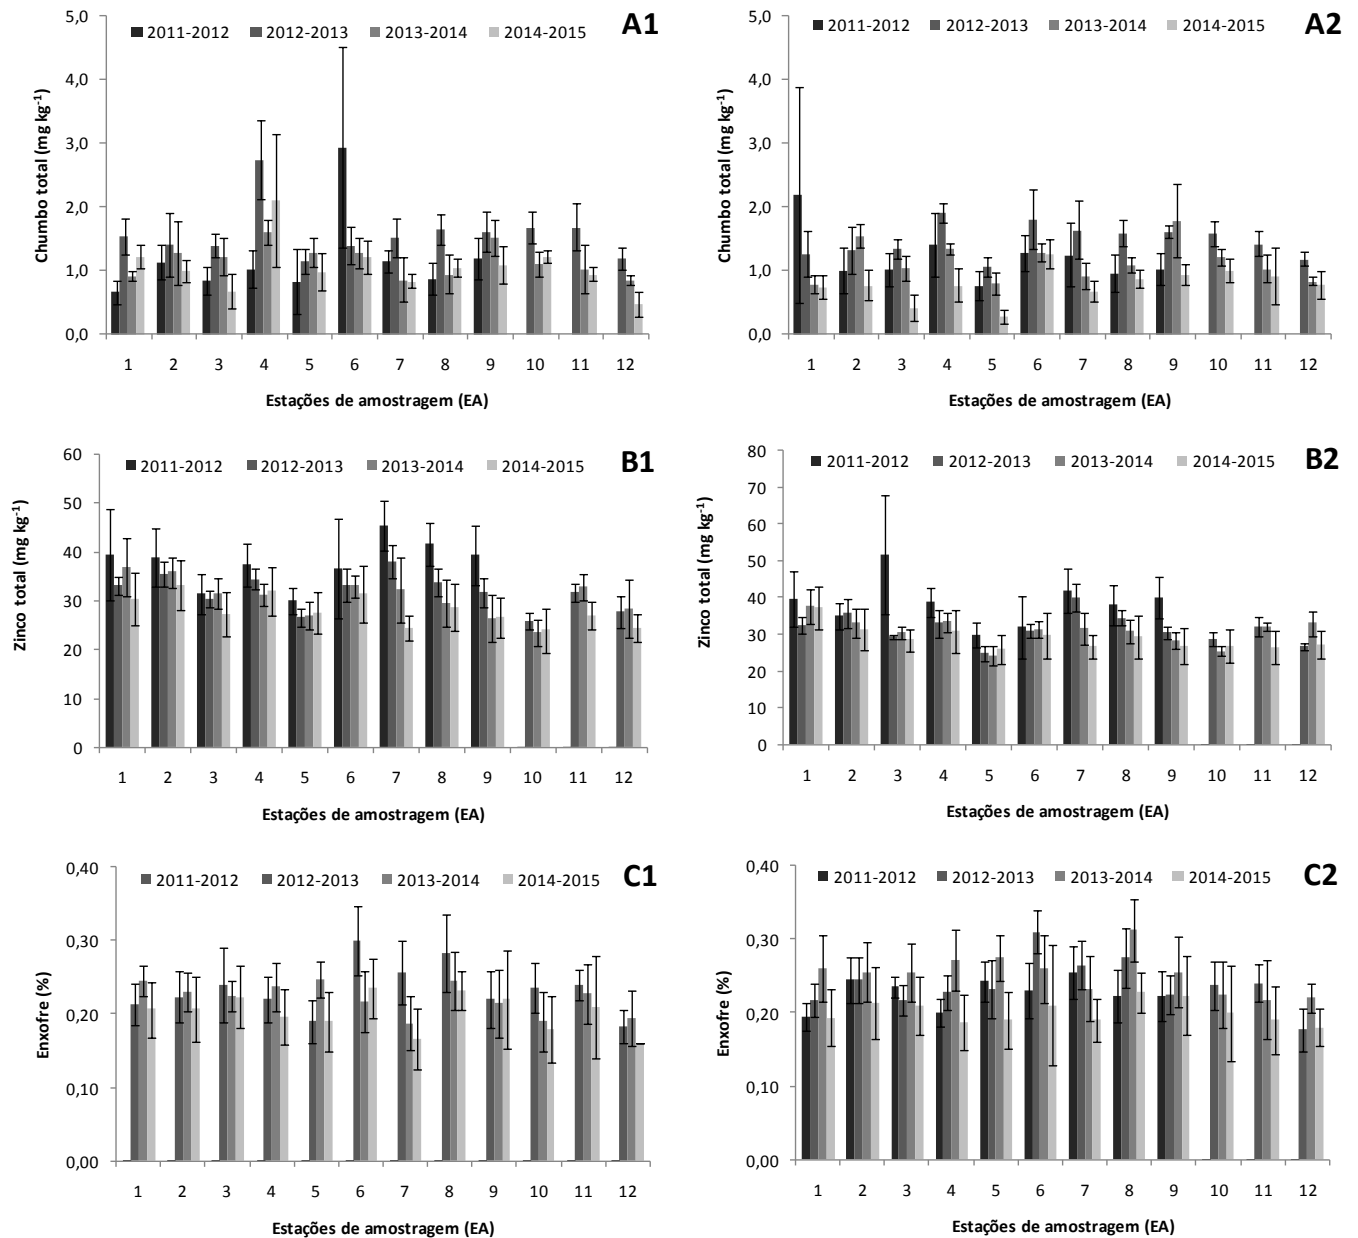 A1
2011-2012 2012-2013 2013-2014 2014-2015
Chumbo total (mg kg⁻¹)
5,0
4,0
3,0
2,0
1,0
0,0
1 2 3 4 5 6 7 8 9 10 11 12
Estações de amostragem (EA)
A2
2011-2012 2012-2013 2013-2014 2014-2015
Chumbo total (mg kg⁻¹)
5,0
4,0
3,0
2,0
1,0
0,0
1 2 3 4 5 6 7 8 9 10 11 12
Estações de amostragem (EA)
B1
2011-2012 2012-2013 2013-2014 2014-2015
Zinco total (mg kg⁻¹)
60
50
40
30
20
10
0
1 2 3 4 5 6 7 8 9 10 11 12
Estações de amostragem (EA)
B2
2011-2012 2012-2013 2013-2014 2014-2015
Zinco total (mg kg⁻¹)
80
70
60
50
40
30
20
10
0
1 2 3 4 5 6 7 8 9 10 11 12
Estações de amostragem (EA)
C1
2011-2012 2012-2013 2013-2014 2014-2015
Enxofre (%)
0,40
0,30
0,20
0,10
0,00
1 2 3 4 5 6 7 8 9 10 11 12
Estações de amostragem (EA)
C2
2011-2012 2012-2013 2013-2014 2014-2015
Enxofre (%)
0,40
0,30
0,20
0,10
0,00
1 2 3 4 5 6 7 8 9 10 11 12
Estações de amostragem (EA)